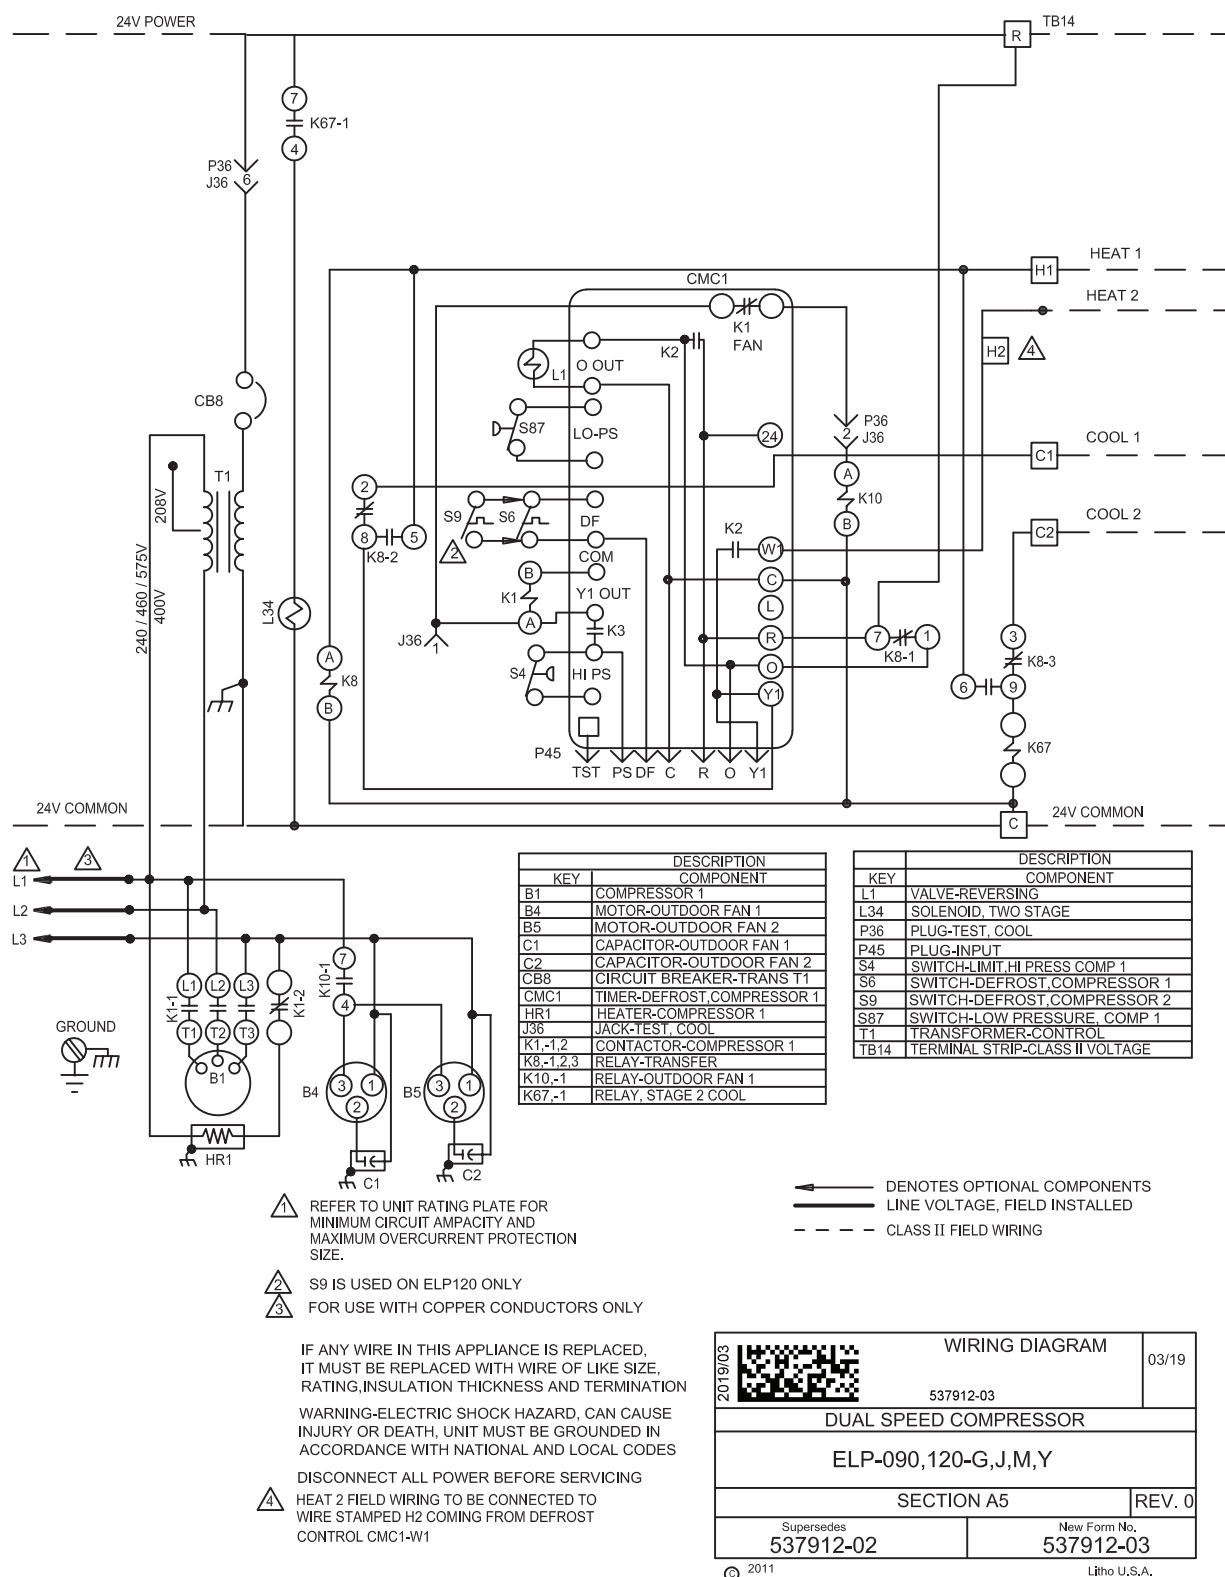 24V POWER
R
TB14
7
K67-1
4
P36
J36
6
HEAT 1
H1
CMC1
HEAT 2
K1
FAN
K2
H2
4
L1
O OUT
CB8
S87
LO-PS
P36
2
J36
24
COOL 1
C1
T1
208V
2
A
K10
B
S9
S6
DF
K2
COOL 2
C2
8
5
K8-2
2
COM
W1
240 / 460 / 575V
400V
B
K1
Y1 OUT
C
L34
A
K3
L
J36
1
R
7
1
K8-1
3
K8-3
A
K8
B
S4
HI PS
O
Y1
6
9
K67
P45
TST
PS
DF
C
R
O
Y1
24V COMMON
24V COMMON
C
1
3
L1
L2
L3
7
K10-1
4
L1
L2
L3
K1-1
K1-2
T1
T2
T3
B1
GROUND
B4
3
1
2
B5
3
1
2
HR1
C1
C2
DESCRIPTION
KEY COMPONENT
B1 COMPRESSOR 1
B4 MOTOR-OUTDOOR FAN 1
B5 MOTOR-OUTDOOR FAN 2
C1 CAPACITOR-OUTDOOR FAN 1
C2 CAPACITOR-OUTDOOR FAN 2
CB8 CIRCUIT BREAKER-TRANS T1
CMC1 TIMER-DEFROST,COMPRESSOR 1
HR1 HEATER-COMPRESSOR 1
J36 JACK-TEST, COOL
K1,-1,2 CONTACTOR-COMPRESSOR 1
K8,-1,2,3 RELAY-TRANSFER
K10,-1 RELAY-OUTDOOR FAN 1
K67,-1 RELAY, STAGE 2 COOL
DESCRIPTION
KEY COMPONENT
L1 VALVE-REVERSING
L34 SOLENOID, TWO STAGE
P36 PLUG-TEST, COOL
P45 PLUG-INPUT
S4 SWITCH-LIMIT,HI PRESS COMP 1
S6 SWITCH-DEFROST,COMPRESSOR 1
S9 SWITCH-DEFROST,COMPRESSOR 2
S87 SWITCH-LOW PRESSURE, COMP 1
T1 TRANSFORMER-CONTROL
TB14 TERMINAL STRIP-CLASS II VOLTAGE
DENOTES OPTIONAL COMPONENTS
LINE VOLTAGE, FIELD INSTALLED
CLASS II FIELD WIRING
1 REFER TO UNIT RATING PLATE FOR
MINIMUM CIRCUIT AMPACITY AND
MAXIMUM OVERCURRENT PROTECTION
SIZE.
2 S9 IS USED ON ELP120 ONLY
3 FOR USE WITH COPPER CONDUCTORS ONLY
IF ANY WIRE IN THIS APPLIANCE IS REPLACED,
IT MUST BE REPLACED WITH WIRE OF LIKE SIZE,
RATING,INSULATION THICKNESS AND TERMINATION
WARNING-ELECTRIC SHOCK HAZARD, CAN CAUSE
INJURY OR DEATH, UNIT MUST BE GROUNDED IN
ACCORDANCE WITH NATIONAL AND LOCAL CODES
DISCONNECT ALL POWER BEFORE SERVICING
4 HEAT 2 FIELD WIRING TO BE CONNECTED TO
WIRE STAMPED H2 COMING FROM DEFROST
CONTROL CMC1-W1
2019/03
WIRING DIAGRAM
03/19
537912-03
DUAL SPEED COMPRESSOR
ELP-090,120-G,J,M,Y
SECTION A5
REV. 0
Supersedes
537912-02
New Form No.
537912-03
© 2011
Litho U.S.A.